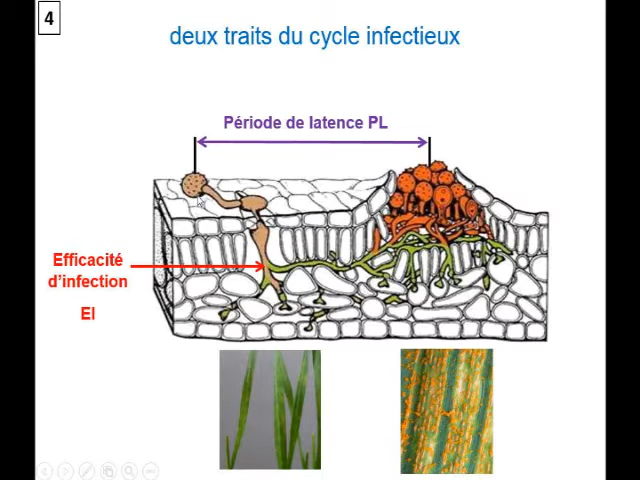 4
deux traits du cycle infectieux
Période de latence PL
Efficacité
d'infection
EI